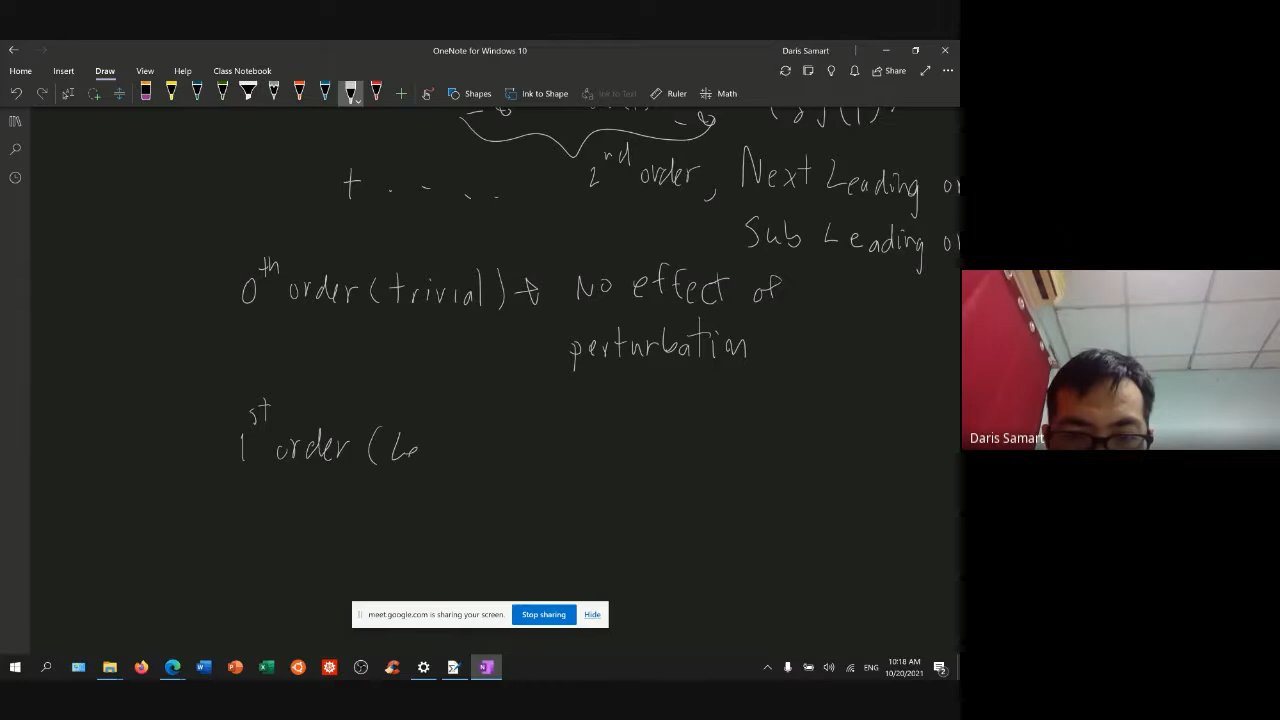 OneNote for Windows 10
Daris Samart
Home Insert Draw View Help Class Notebook
Share
Shapes Ink to Shape Ink to Text Ruler Math
2nd order, Next Leading or
+ . - . .
Sub Leading or
0th order (trivial) → No effect of
perturbation
1st order (Le
Daris Samart
meet.google.com is sharing your screen. Stop sharing Hide
ENG
10:18 AM
10/20/2021
2